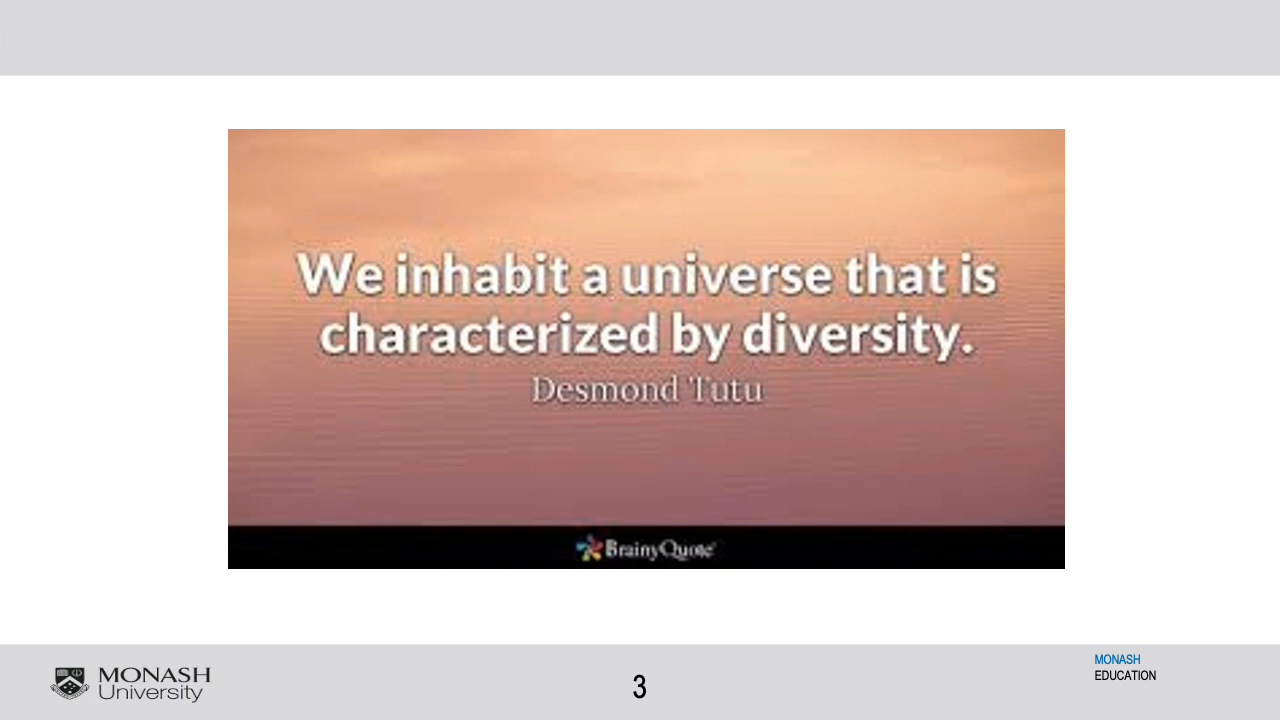 We inhabit a universe that is
characterized by diversity.
Desmond Tutu
BrainyQuote
MONASH
University
3
MONASH
EDUCATION